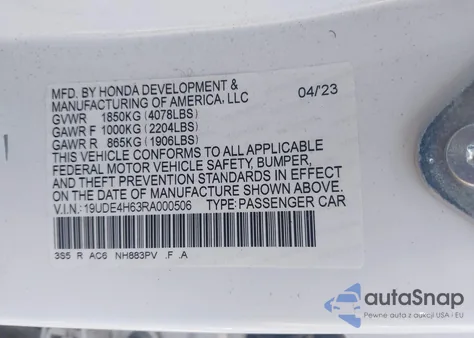 MFD. BY HONDA DEVELOPMENT &
MANUFACTURING OF AMERICA, LLC 04/23
GVWR 1850KG (4078LBS)
GAWR F 1000KG (2204LBS)
GAWR R 865KG (1906LBS)
THIS VEHICLE CONFORMS TO ALL APPLICABLE
FEDERAL MOTOR VEHICLE SAFETY, BUMPER,
AND THEFT PREVENTION STANDARDS IN EFFECT
ON THE DATE OF MANUFACTURE SHOWN ABOVE.
V.I.N.: 19UDE4H63RA000506 TYPE: PASSENGER CAR
3S5 R AC6 NH883PV .F .A
autoSnap
Pewne auta z aukcji USA i EU